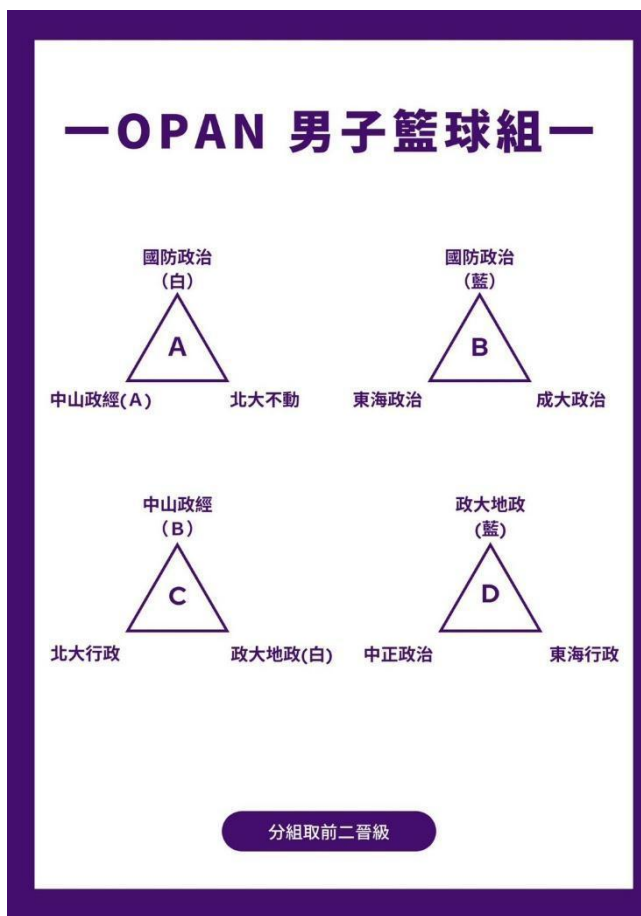 —OPAN 男子籃球組—
國防政治
(白)
A
中山政經(A)
北大不動
國防政治
(藍)
B
東海政治
成大政治
中山政經
(B)
C
北大行政
政大地政(白)
政大地政
(藍)
D
中正政治
東海行政
分組取前二晉級